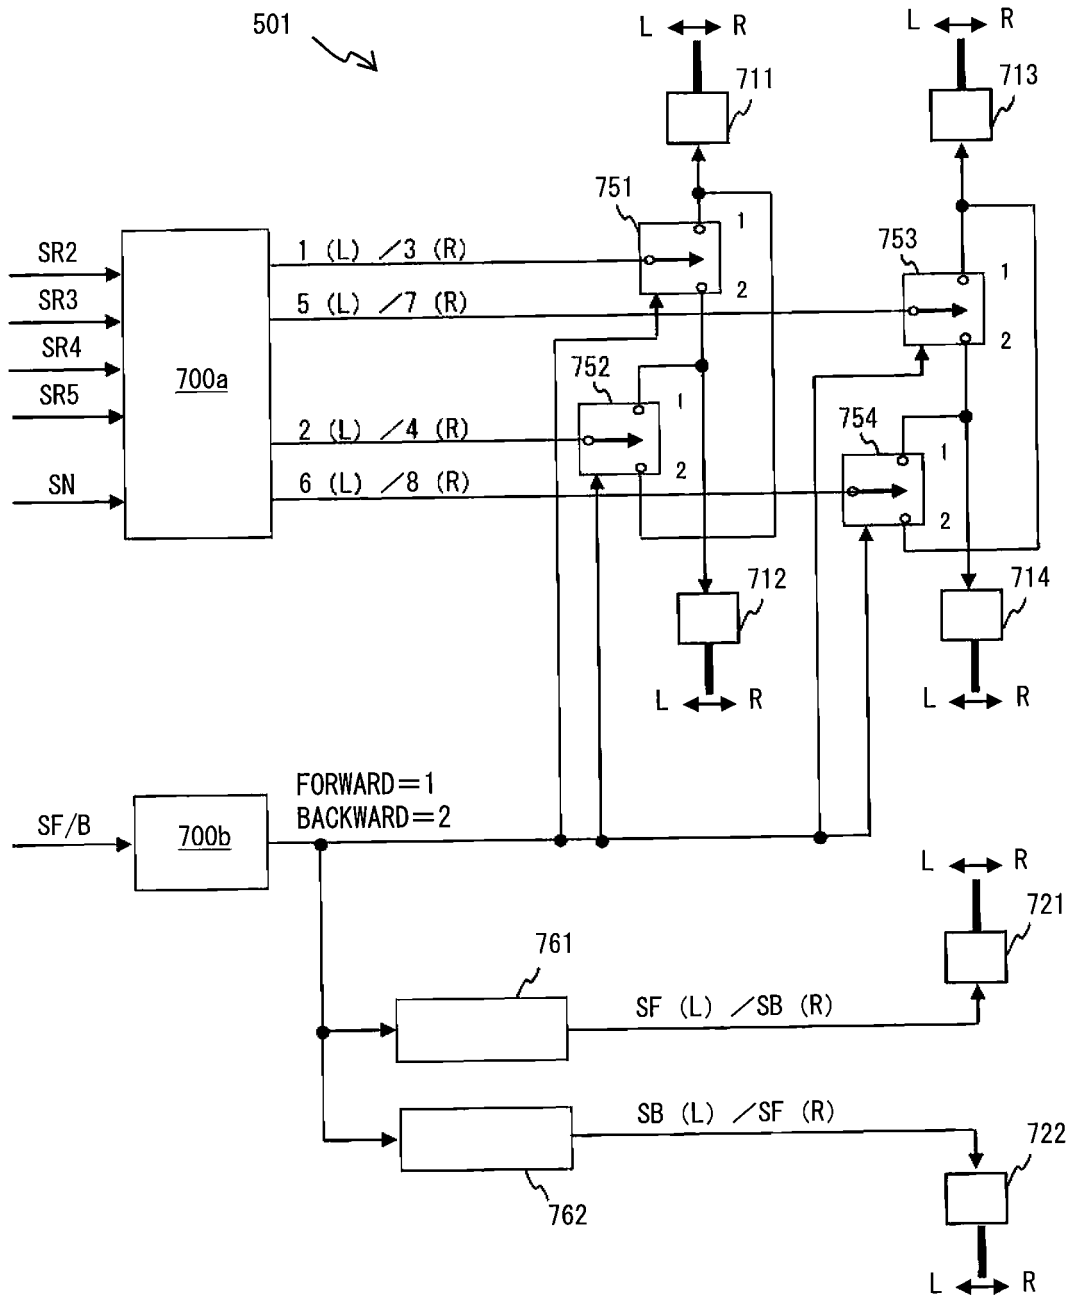 501
L R
L R
711
713
751
753
1
1
SR2
1 (L) ／3 (R)
2
SR3
5 (L) ／7 (R)
2
SR4
700a
752
754
SR5
1
1
2 (L) ／4 (R)
2
SN
6 (L) ／8 (R)
2
712
714
L R
L R
FORWARD＝1
SF/B
700b
BACKWARD＝2
L R
721
761
SF (L) ／SB (R)
SB (L) ／SF (R)
722
762
L R